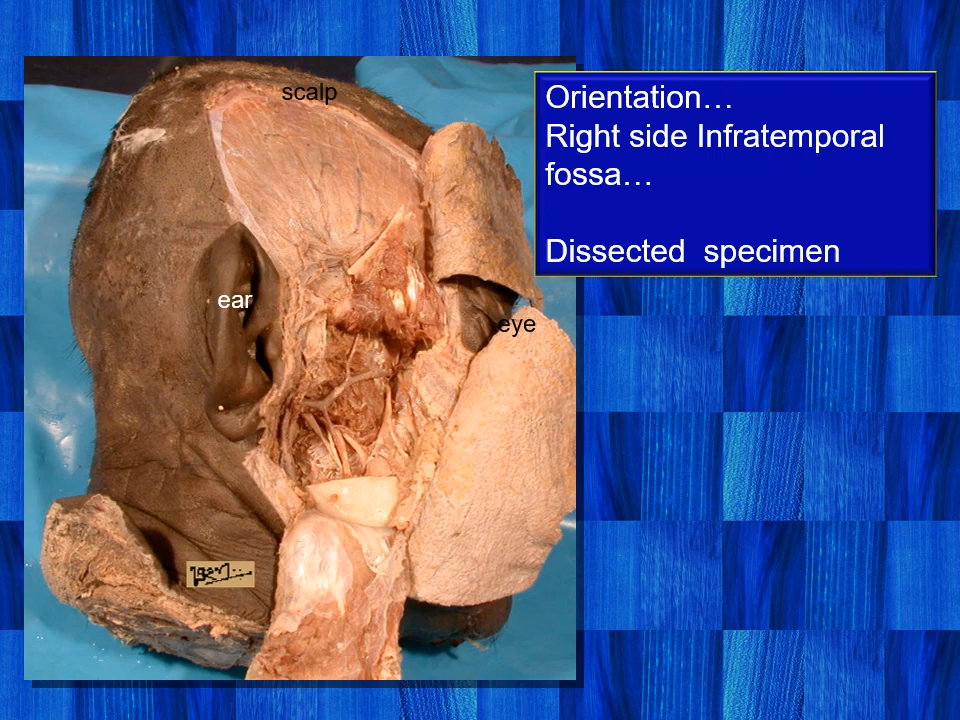 scalp
ear
eye
Orientation…
Right side Infratemporal
fossa…
Dissected specimen